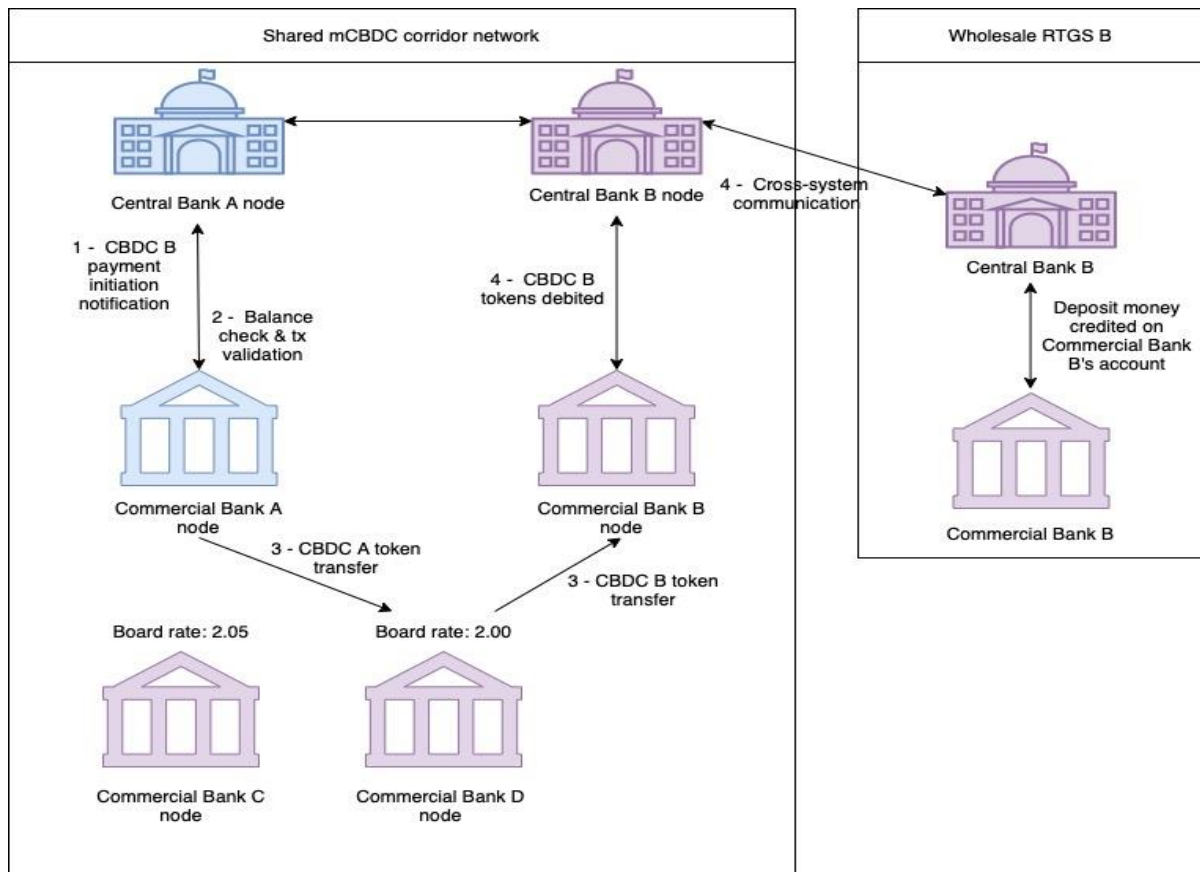 Shared mCBDC corridor network
Wholesale RTGS B
Central Bank A node
Central Bank B node
1 - CBDC B
payment
initiation
notification
2 - Balance
check & tx
validation
4 - CBDC B
tokens debited
4 - Cross-system
communication
Central Bank B
Deposit money
credited on
Commercial Bank
B's account
Commercial Bank A
node
Commercial Bank B
node
Commercial Bank B
3 - CBDC A token
transfer
3 - CBDC B token
transfer
Board rate: 2.05
Board rate: 2.00
Commercial Bank C
node
Commercial Bank D
node